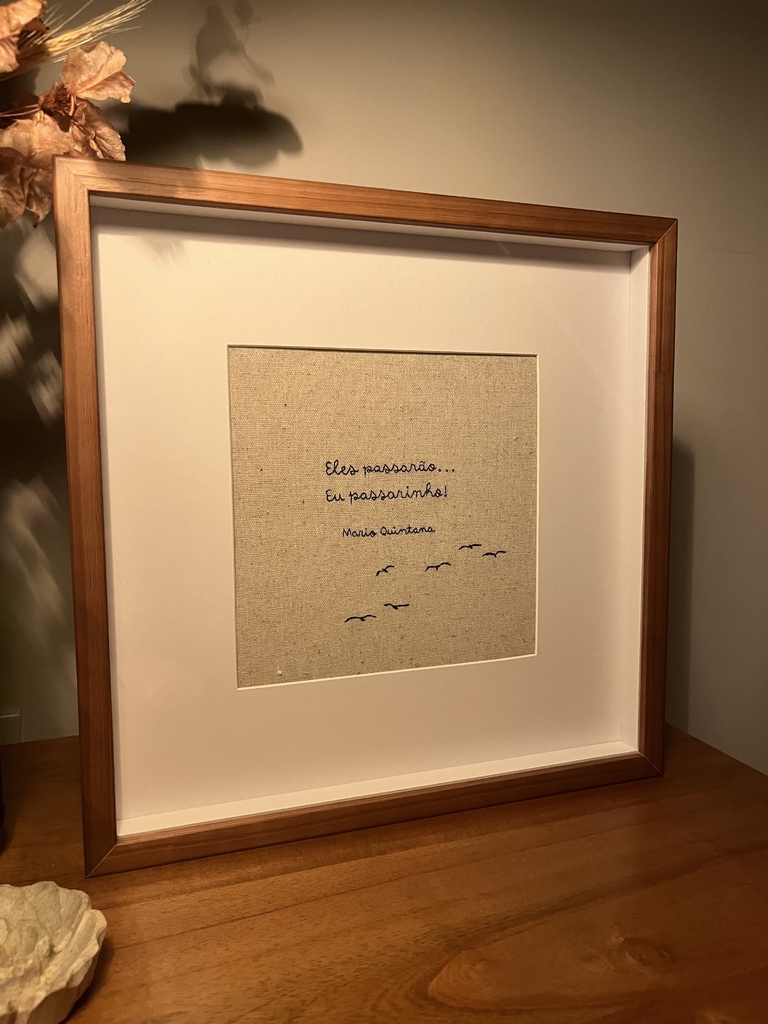 Eles passarão...
Eu passarinho!
Mario Quintana